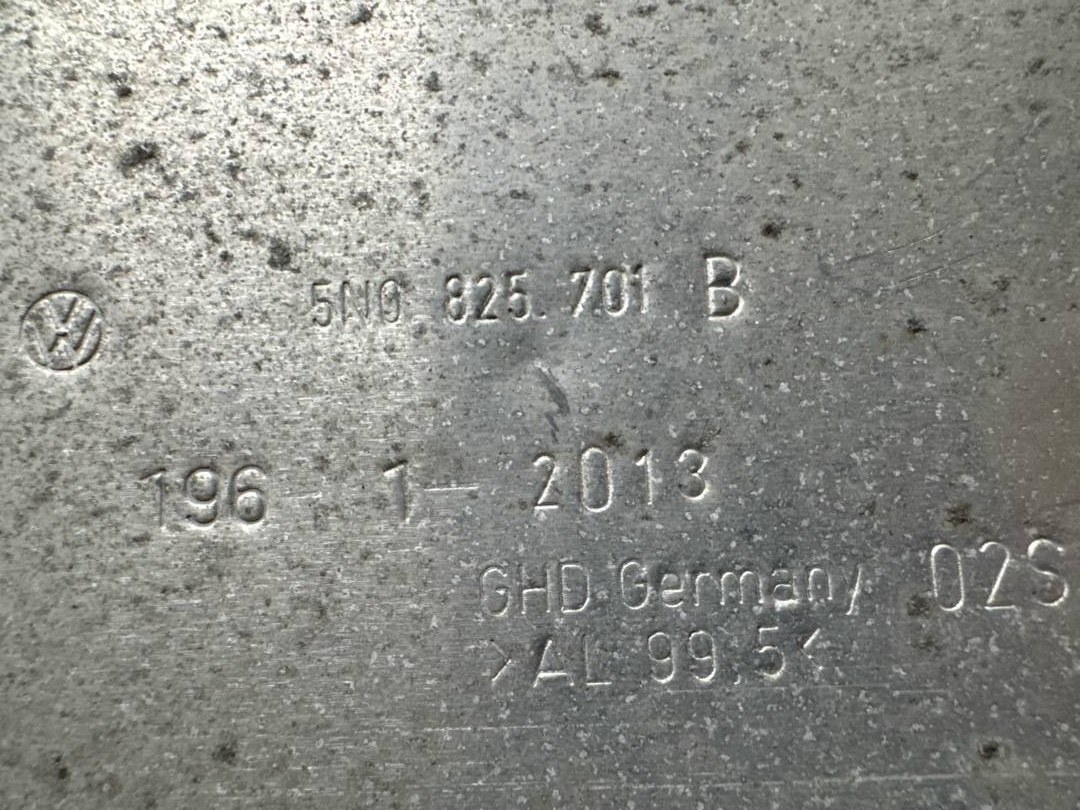 5N0 825.701 B
196 1- 2013
GHD Germany 02S
>AL 99.5<